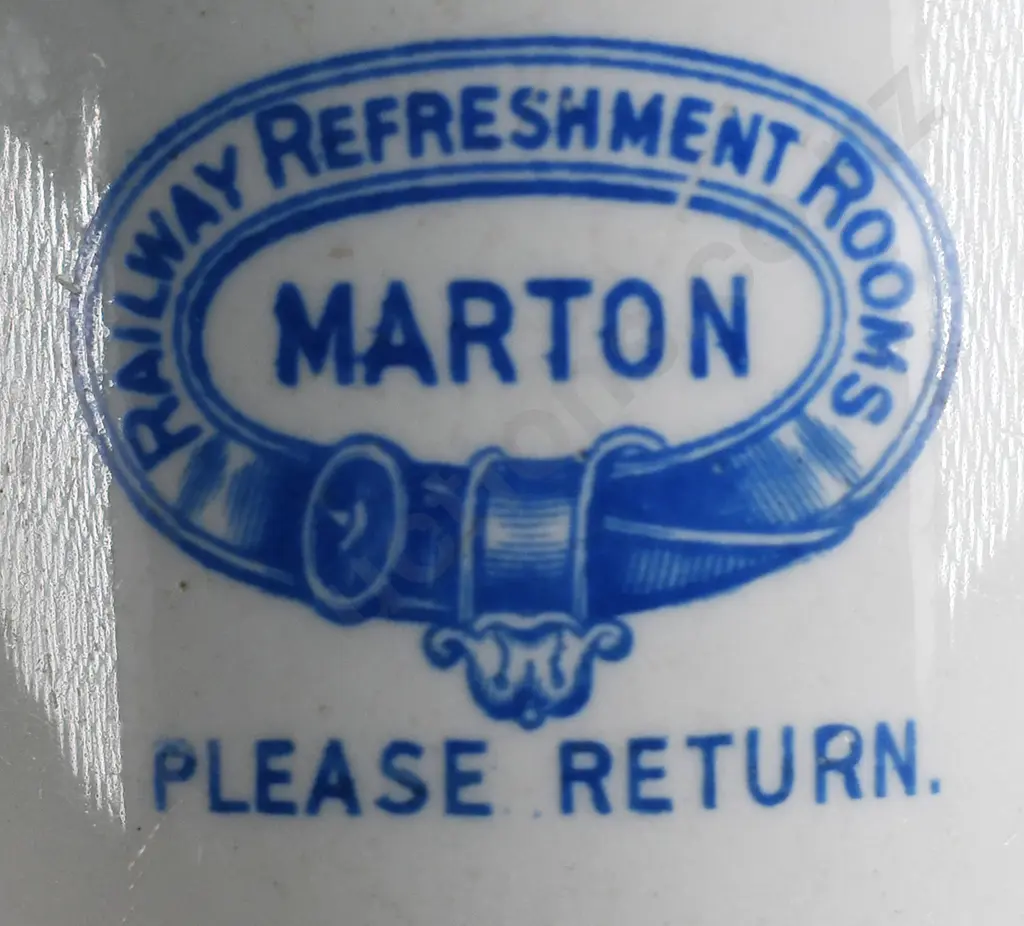 RAILWAY REFRESHMENT ROOMS
MARTON
PLEASE RETURN.